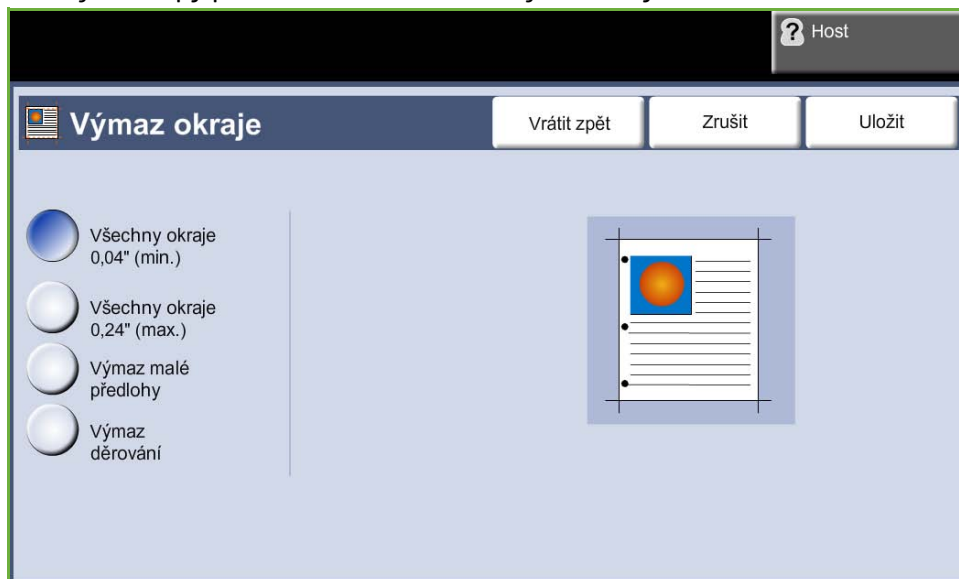 Host
Výmaz okraje
Vrátit zpět
Zrušit
Uložit
Všechny okraje
0,04" (min.)
Všechny okraje
0,24" (max.)
Výmaz malé
předlohy
Výmaz
děrování